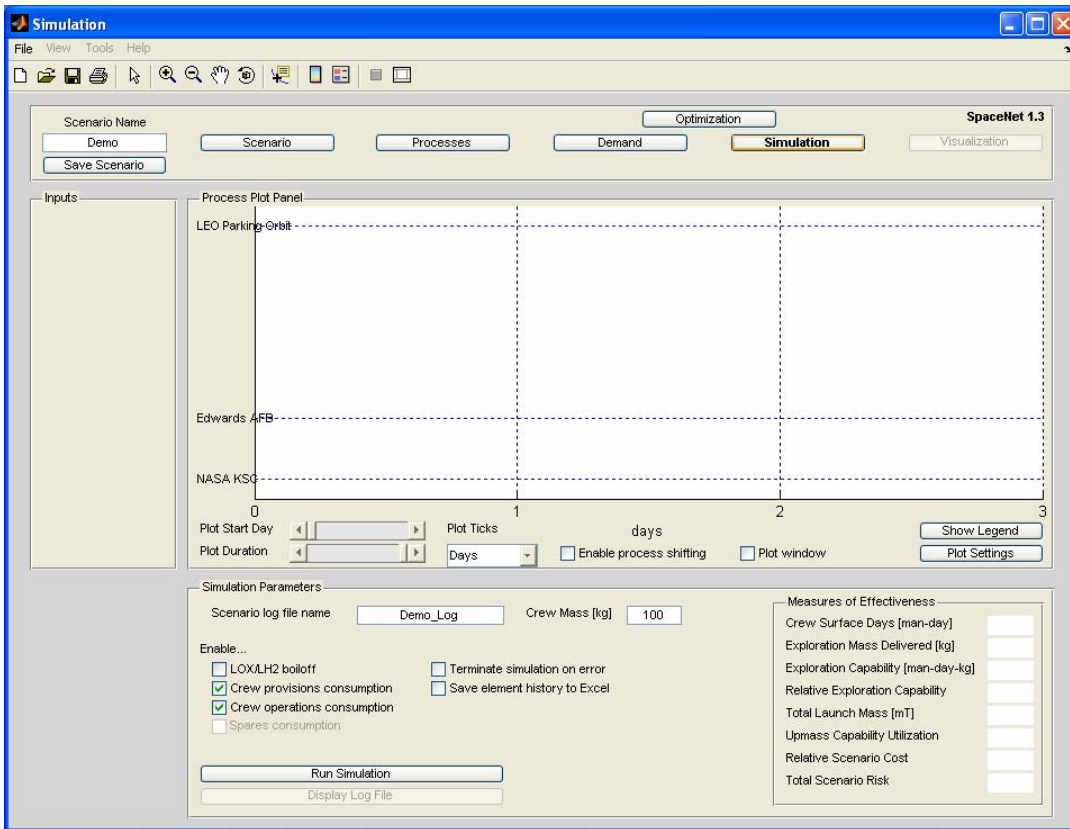 Simulation
File View Tools Help
Optimization
SpaceNet 1.3
Scenario Name
Demo
Scenario
Processes
Demand
Simulation
Visualization
Save Scenario
Inputs
Process Plot Panel
LEO Parking Orbit
Edwards AFB
NASA KSC
0 1 2 3
days
Plot Start Day
Plot Ticks
Show Legend
Plot Duration
Days
Enable process shifting
Plot window
Plot Settings
Simulation Parameters
Scenario log file name
Demo_Log
Crew Mass [kg]
100
Enable...
LOX/LH2 boiloff
Crew provisions consumption
Crew operations consumption
Spares consumption
Terminate simulation on error
Save element history to Excel
Run Simulation
Display Log File
Measures of Effectiveness
Crew Surface Days [man-day]
Exploration Mass Delivered [kg]
Exploration Capability [man-day-kg]
Relative Exploration Capability
Total Launch Mass [mT]
Upmass Capability Utilization
Relative Scenario Cost
Total Scenario Risk